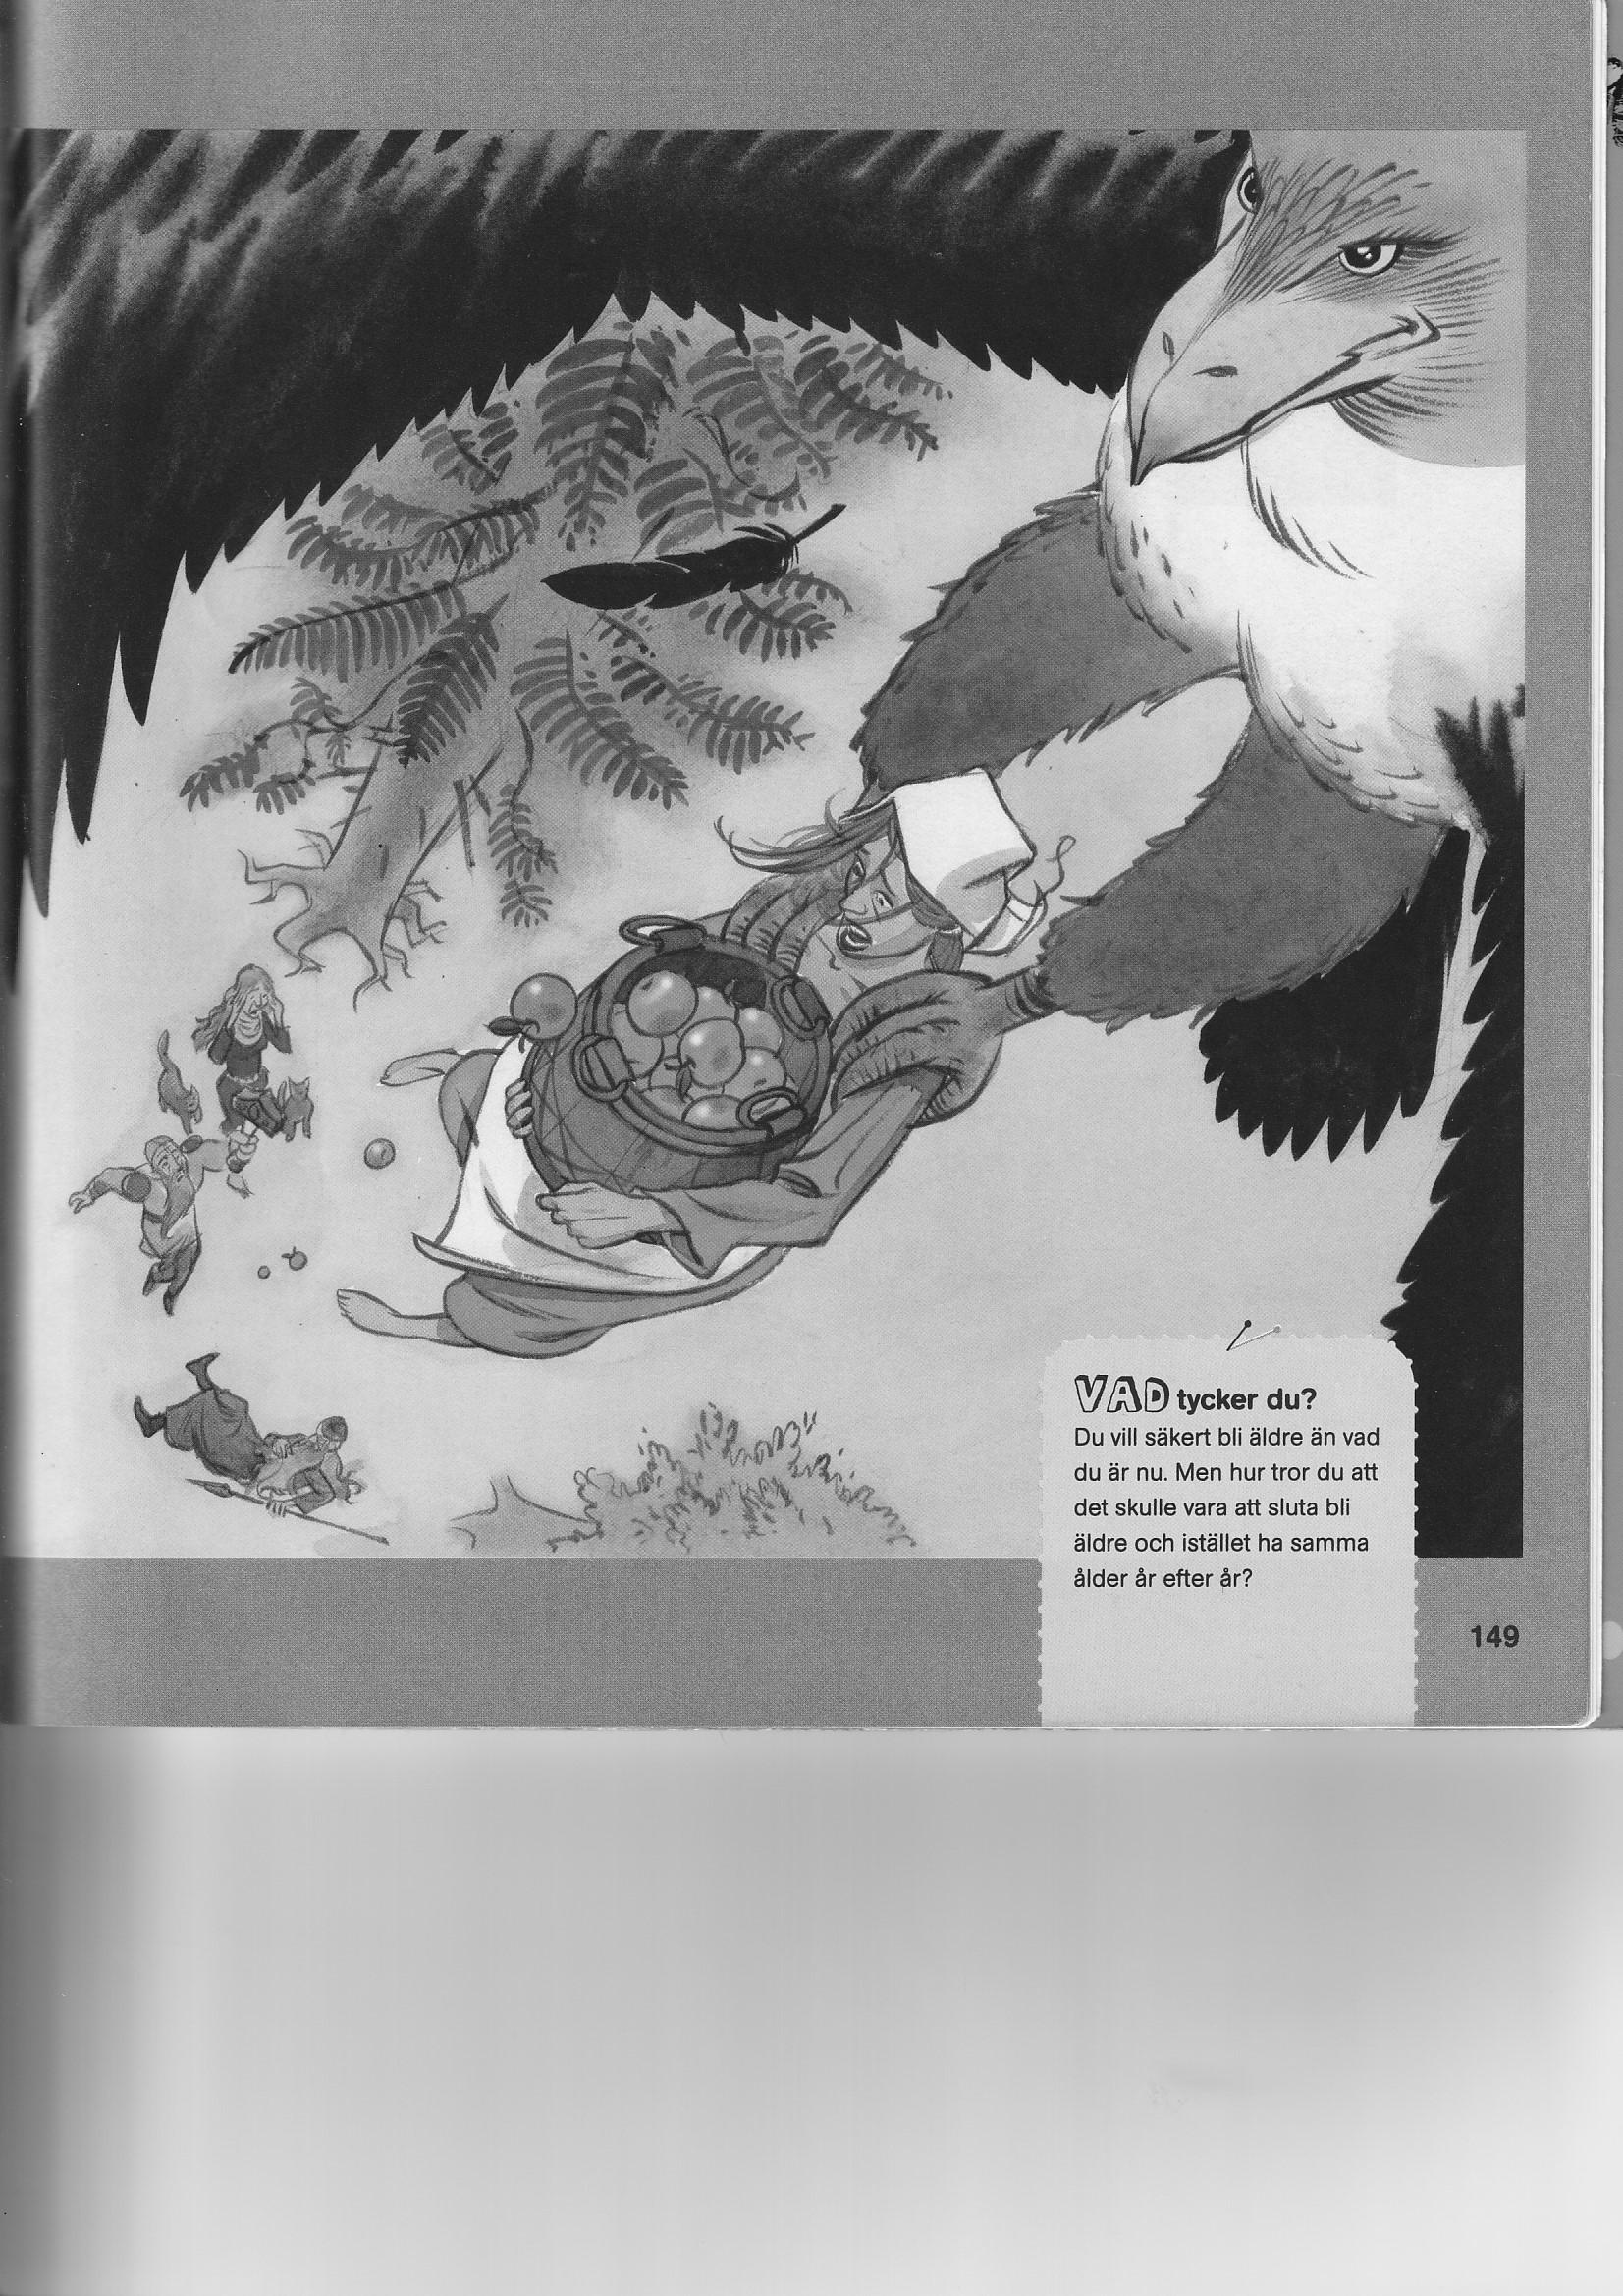 VAD tycker du?
Du vill säkert bli äldre än vad
du är nu. Men hur tror du att
det skulle vara att sluta bli
äldre och istället ha samma
ålder år efter år?
149